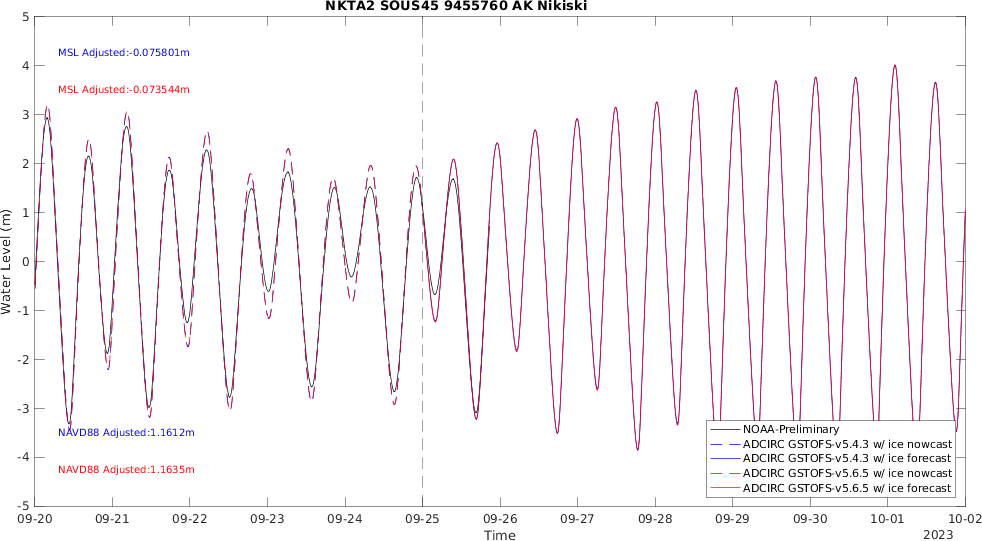 NKTA2 SOUS45 9455760 AK Nikiski
5
4
3
2
1
0
-1
-2
-3
-4
-5
Water Level (m)
MSL Adjusted:-0.075801m
MSL Adjusted:-0.073544m
NAVD88 Adjusted:1.1612m
NAVD88 Adjusted:1.1635m
NOAA-Preliminary
ADCIRC GSTOFS-v5.4.3 w/ ice nowcast
ADCIRC GSTOFS-v5.4.3 w/ ice forecast
ADCIRC GSTOFS-v5.6.5 w/ ice nowcast
ADCIRC GSTOFS-v5.6.5 w/ ice forecast
09-20 09-21 09-22 09-23 09-24 09-25 09-26 09-27 09-28 09-29 09-30 10-01 10-02
Time
2023